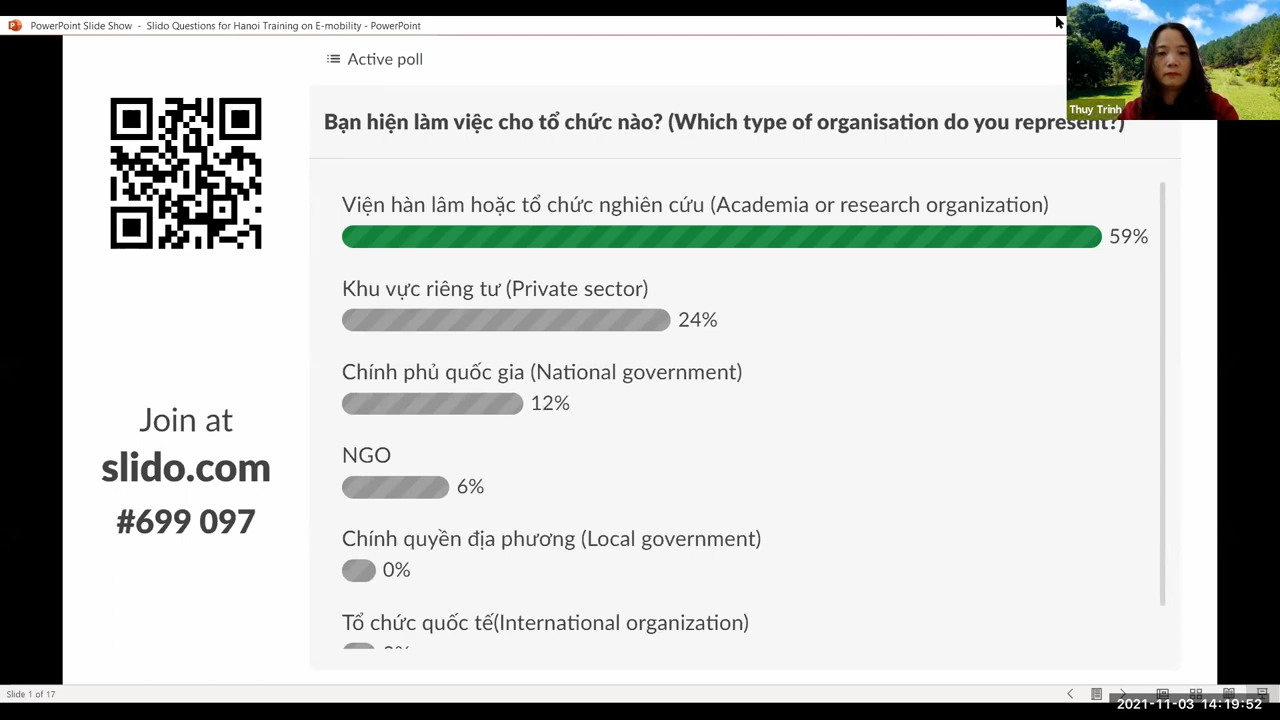 PowerPoint Slide Show - Slido Questions for Hanoi Training on E-mobility - PowerPoint
Thuy Trinh
Active poll
Bạn hiện làm việc cho tổ chức nào? (Which type of organisation do you represent?)
Viện hàn lâm hoặc tổ chức nghiên cứu (Academia or research organization)
59%
Khu vực riêng tư (Private sector)
24%
Chính phủ quốc gia (National government)
12%
NGO
6%
Chính quyền địa phương (Local government)
0%
Tổ chức quốc tế(International organization)
Join at
slido.com
#699 097
Slide 1 of 17
2021-11-03 14:19:52